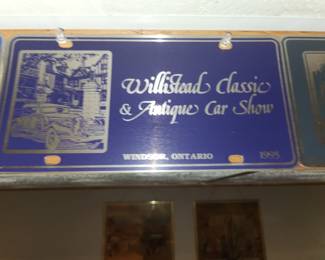 Willistead Classic
& Antique Car Show
WINDSOR, ONTARIO 1995